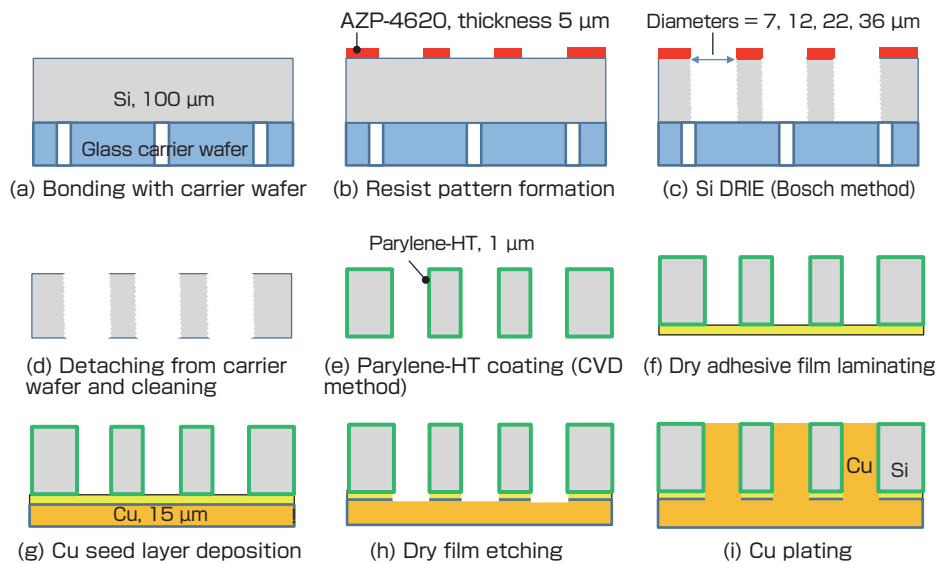 AZP-4620, thickness 5 µm
Diameters = 7, 12, 22, 36 µm
Si, 100 µm
Glass carrier wafer
(a) Bonding with carrier wafer
(b) Resist pattern formation
(c) Si DRIE (Bosch method)
Parylene-HT, 1 µm
(d) Detaching from carrier
wafer and cleaning
(e) Parylene-HT coating (CVD
method)
(f) Dry adhesive film laminating
Cu, 15 µm
Cu
Si
(g) Cu seed layer deposition
(h) Dry film etching
(i) Cu plating